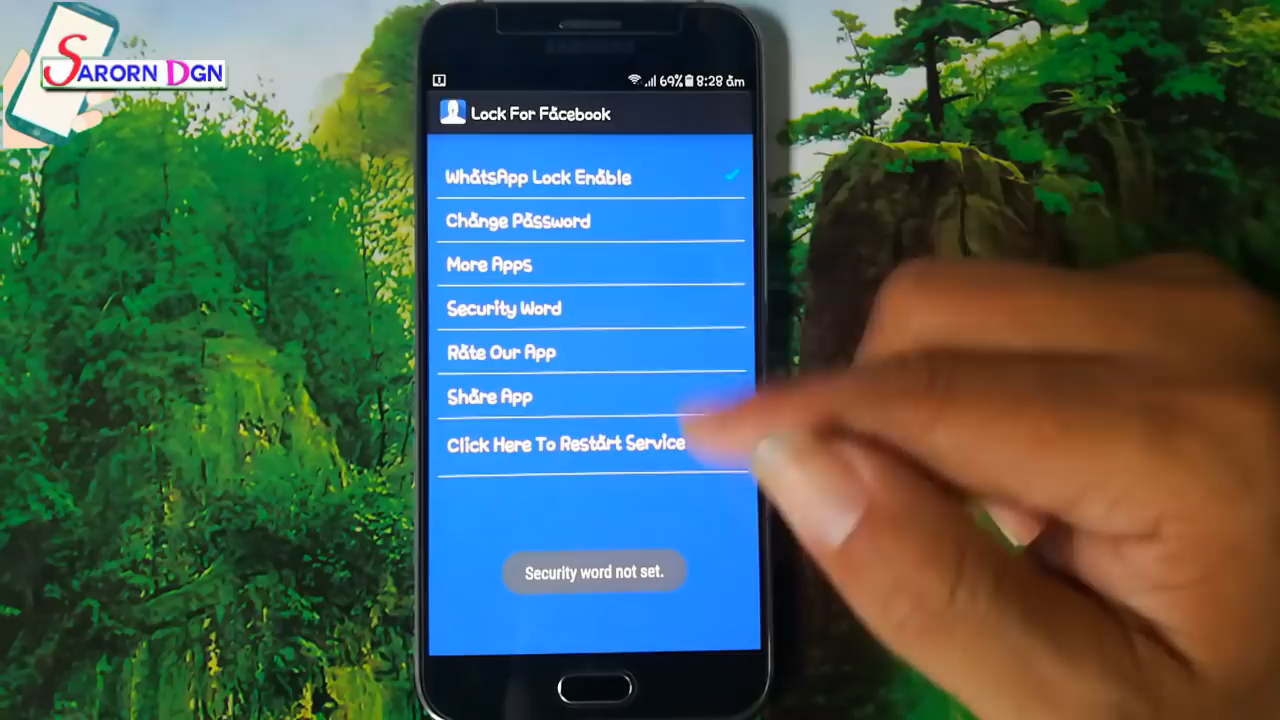 SARORN DGN
69% 8:28 am
Lock For Facebook
WhatsApp Lock Enable
Change Password
More Apps
Security Word
Rate Our App
Share App
Click Here To Restart Service
Security word not set.